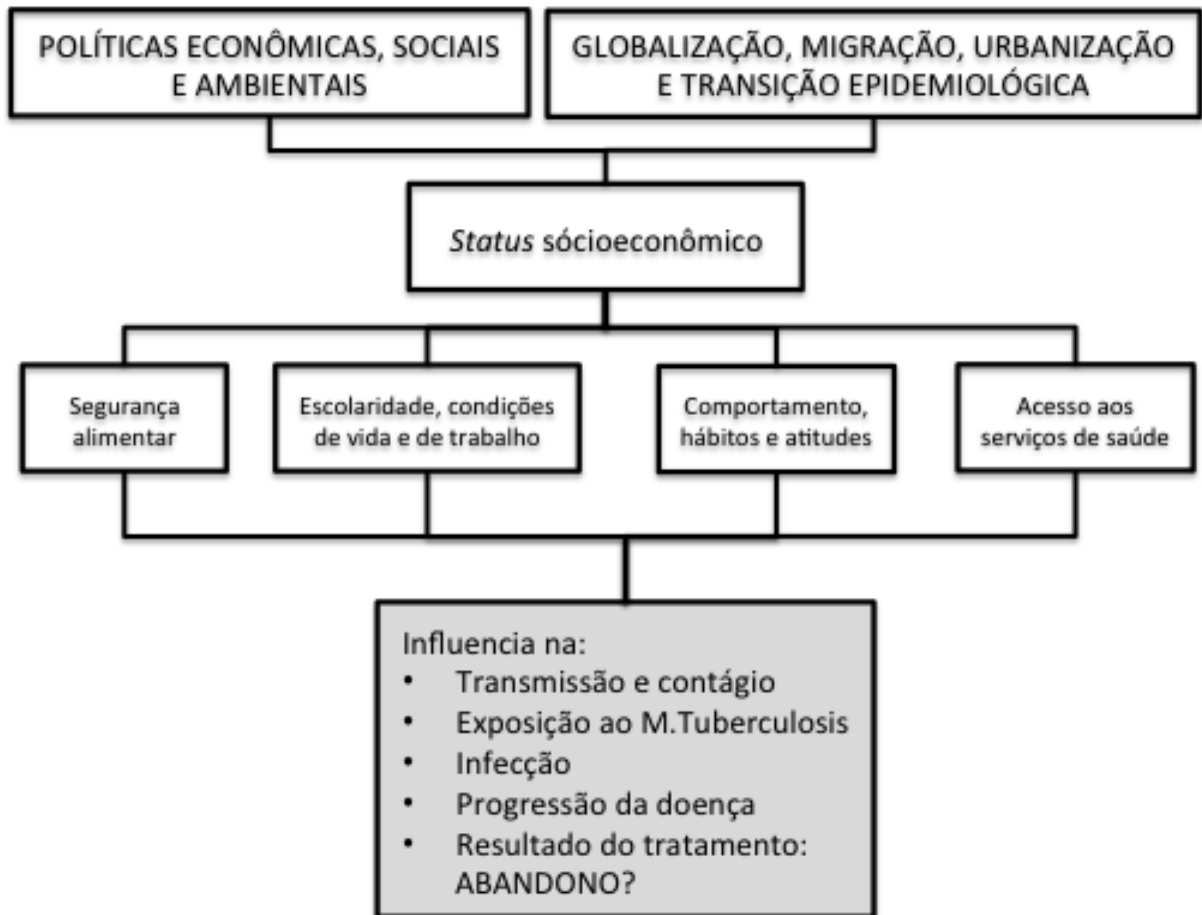 POLÍTICAS ECONÔMICAS, SOCIAIS
E AMBIENTAIS
GLOBALIZAÇÃO, MIGRAÇÃO, URBANIZAÇÃO
E TRANSIÇÃO EPIDEMIOLÓGICA
Status sócioeconômico
Segurança
alimentar
Escolaridade, condições
de vida e de trabalho
Comportamento,
hábitos e atitudes
Acesso aos
serviços de saúde
Influencia na:
• Transmissão e contágio
• Exposição ao M.Tuberculosis
• Infecção
• Progressão da doença
• Resultado do tratamento:
ABANDONO?